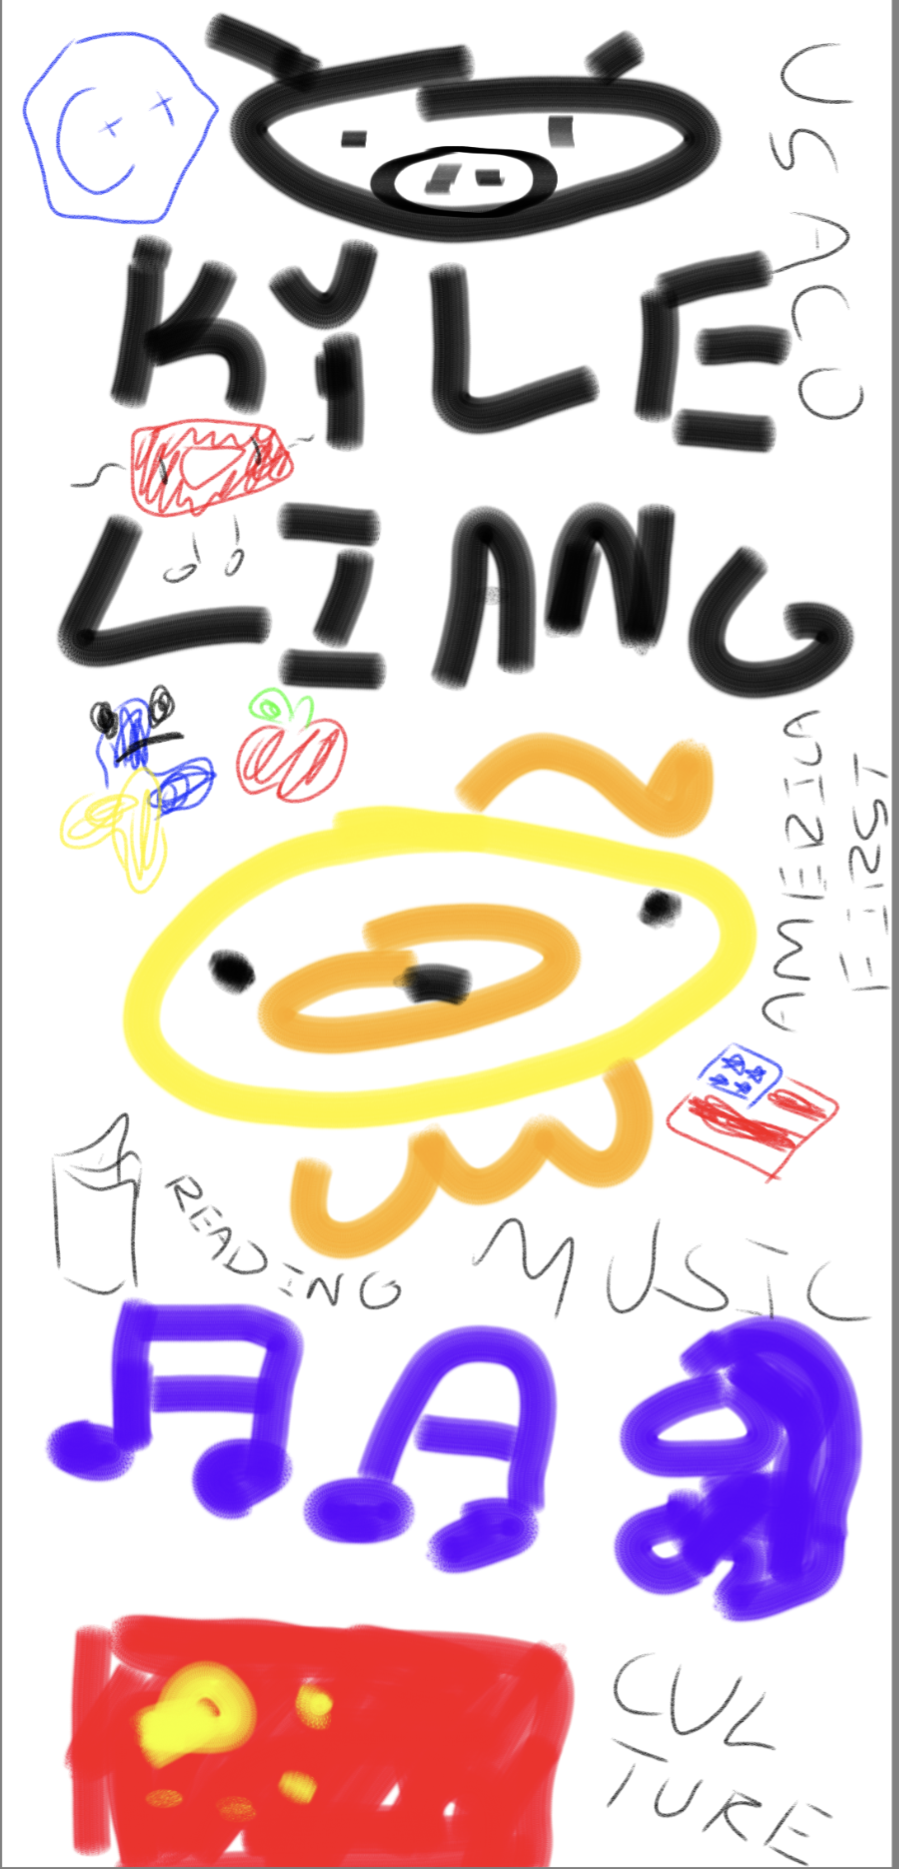 C++
USACO
KYLE
LIANG
AMERICA
FIRST
READING
MUSIC
CUL
TURE